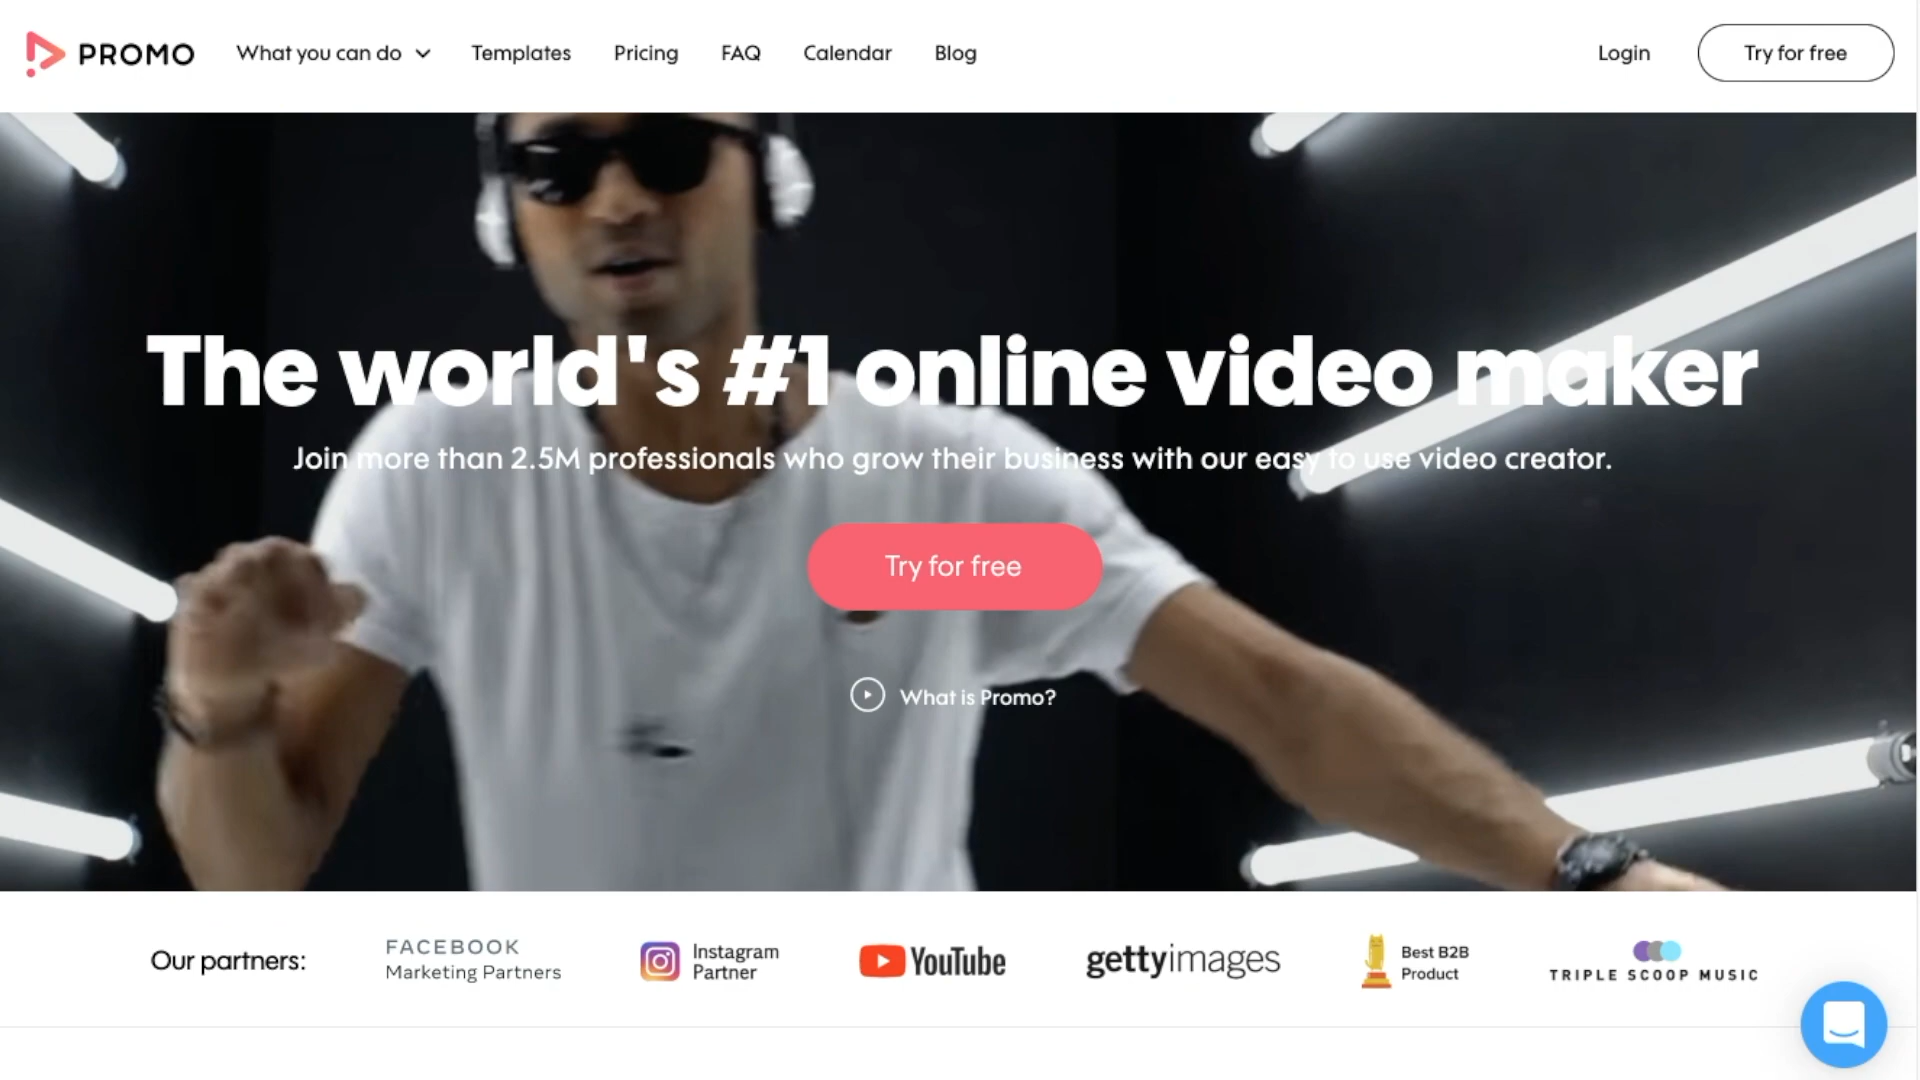 PROMO
What you can do
Templates
Pricing
FAQ
Calendar
Blog
Login
Try for free
The world's #1 online video maker
Join more than 2.5M professionals who grow their business with our easy to use video creator.
Try for free
What is Promo?
Our partners:
FACEBOOK
Marketing Partners
Instagram
Partner
YouTube
gettyimages
Best B2B
Product
TRIPLE SCOOP MUSIC